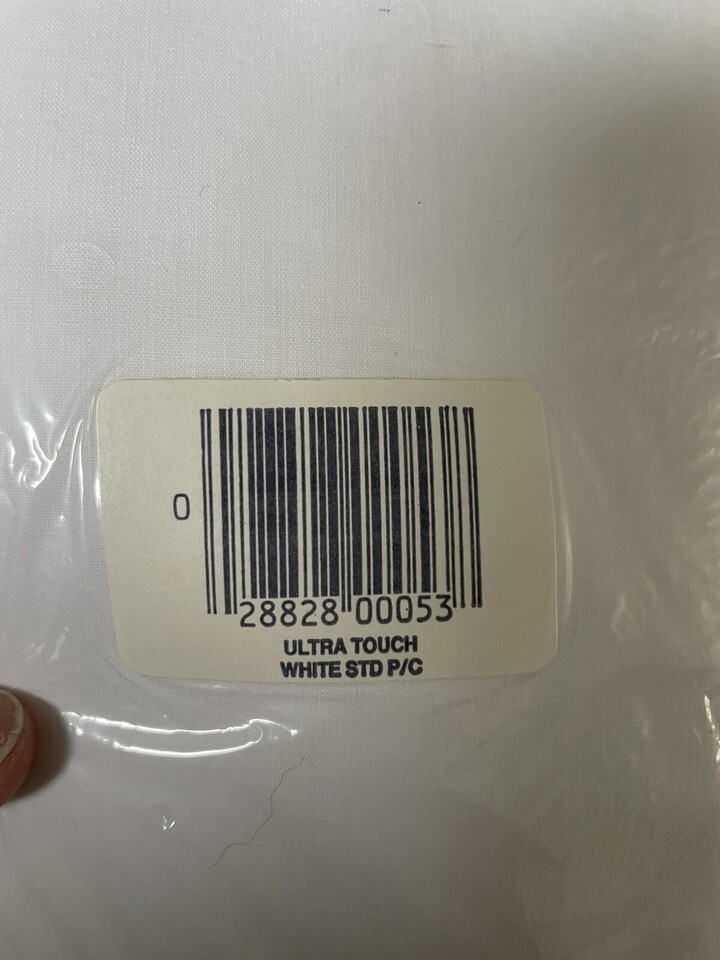 0
28828 00053
ULTRA TOUCH
WHITE STD P/C